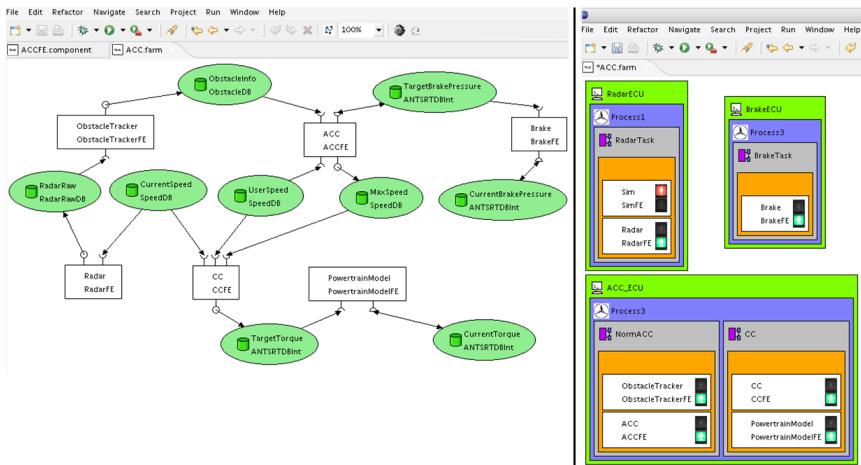 File Edit Refactor Navigate Search Project Run Window Help
100%
ACCFE.component
ACC.farm
ObstacleInfo
ObstacleDB
TargetBrakePressure
ANTSRTDBInt
ObstacleTracker
ObstacleTrackerFE
ACC
ACCFE
Brake
BrakeFE
RadarRaw
RadarRawDB
CurrentSpeed
SpeedDB
UserSpeed
SpeedDB
MaxSpeed
SpeedDB
CurrentBrakePressure
ANTSRTDBInt
Radar
RadarFE
CC
CCFE
PowertrainModel
PowertrainModelFE
TargetTorque
ANTSRTDBInt
CurrentTorque
ANTSRTDBInt
File Edit Refactor Navigate Search Project Run Window Help
*ACC.farm
RadarECU
Process1
RadarTask
Sim
SimFE
Radar
RadarFE
BrakeECU
Process3
BrakeTask
Brake
BrakeFE
ACC_ECU
Process3
NormACC
ObstacleTracker
ObstacleTrackerFE
ACC
ACCFE
CC
CC
CCFE
PowertrainModel
PowertrainModelFE